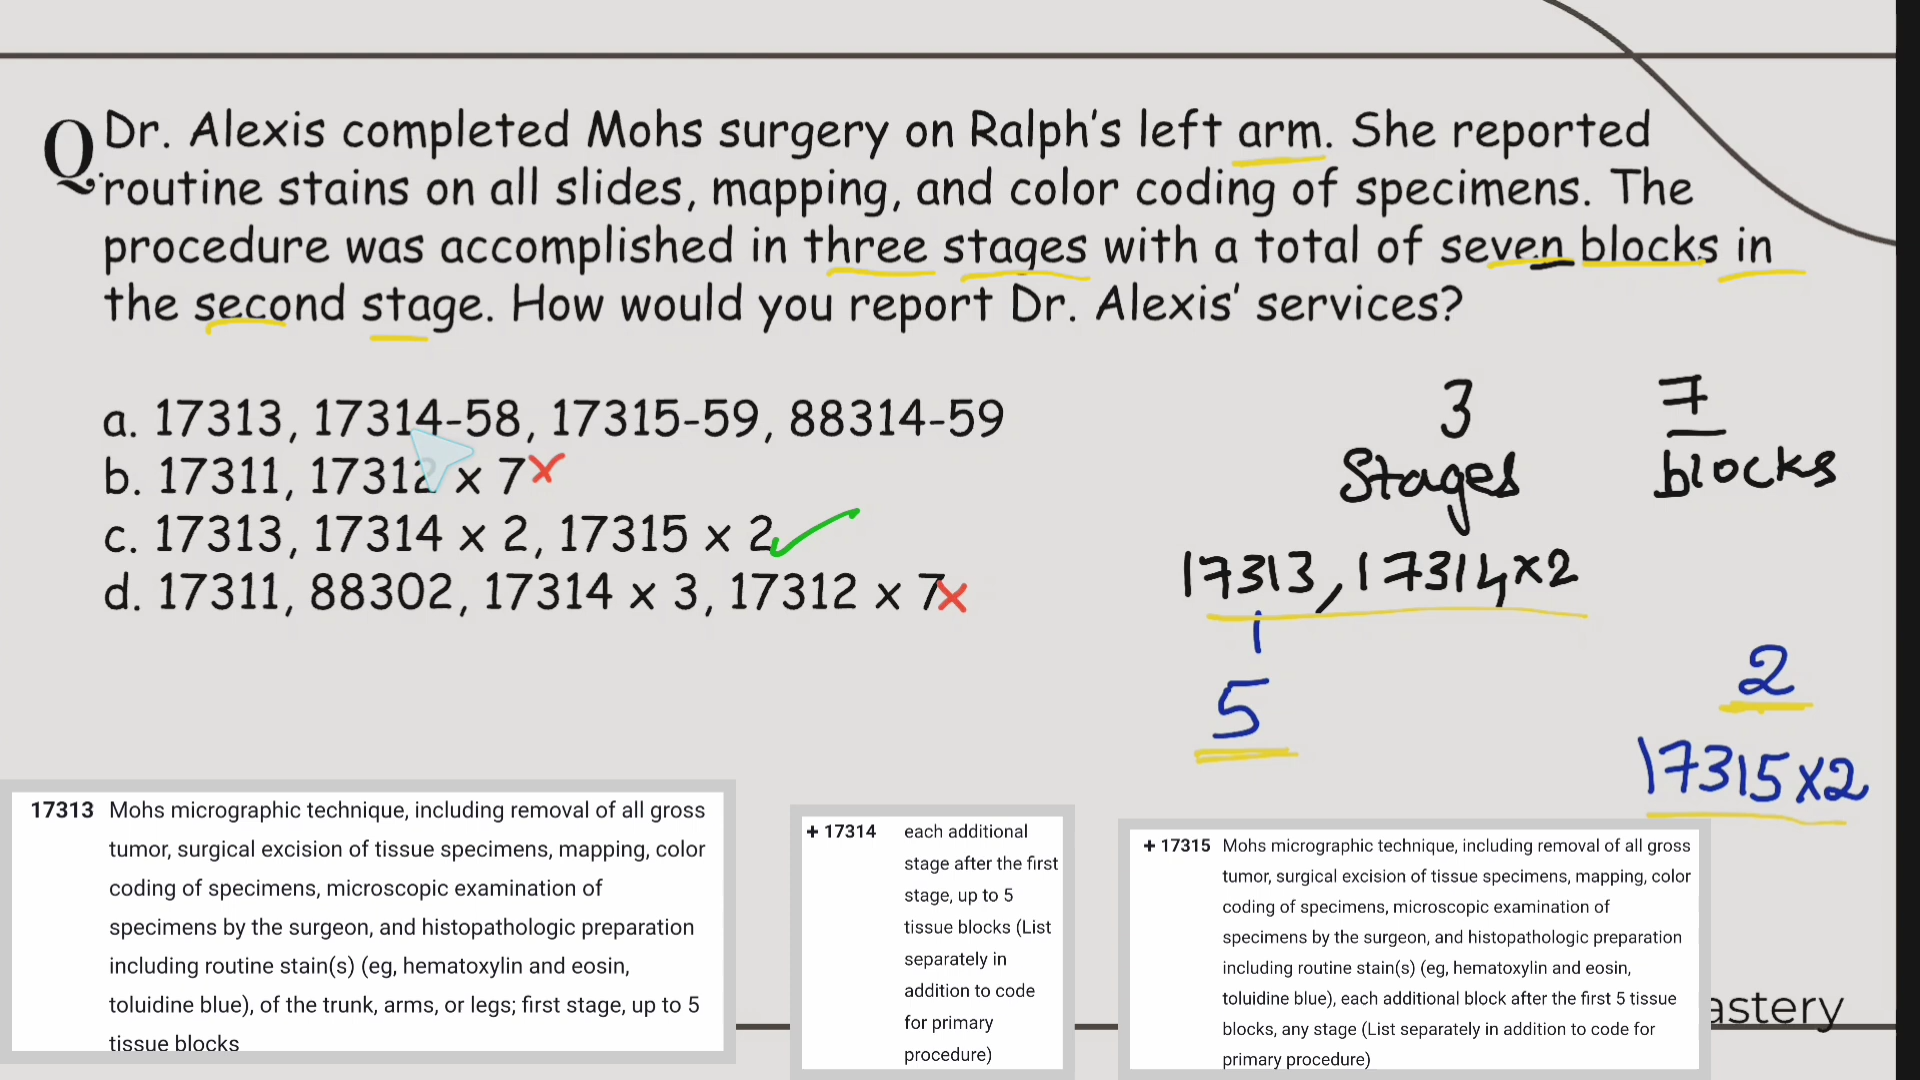 Q. Dr. Alexis completed Mohs surgery on Ralph's left arm. She reported
routine stains on all slides, mapping, and color coding of specimens. The
procedure was accomplished in three stages with a total of seven blocks in
the second stage. How would you report Dr. Alexis' services?
a. 17313, 17314-58, 17315-59, 88314-59
b. 17311, 17312 x 7
c. 17313, 17314 x 2, 17315 x 2
d. 17311, 88302, 17314 x 3, 17312 x 7
3
Stages
7
blocks
17313, 17314x2
1
5
2
17315x2
17313 Mohs micrographic technique, including removal of all gross
tumor, surgical excision of tissue specimens, mapping, color
coding of specimens, microscopic examination of
specimens by the surgeon, and histopathologic preparation
including routine stain(s) (eg, hematoxylin and eosin,
toluidine blue), of the trunk, arms, or legs; first stage, up to 5
tissue blocks
+ 17314 each additional
stage after the first
stage, up to 5
tissue blocks (List
separately in
addition to code
for primary
procedure)
+ 17315 Mohs micrographic technique, including removal of all gross
tumor, surgical excision of tissue specimens, mapping, color
coding of specimens, microscopic examination of
specimens by the surgeon, and histopathologic preparation
including routine stain(s) (eg, hematoxylin and eosin,
toluidine blue), each additional block after the first 5 tissue
blocks, any stage (List separately in addition to code for
primary procedure)
astery